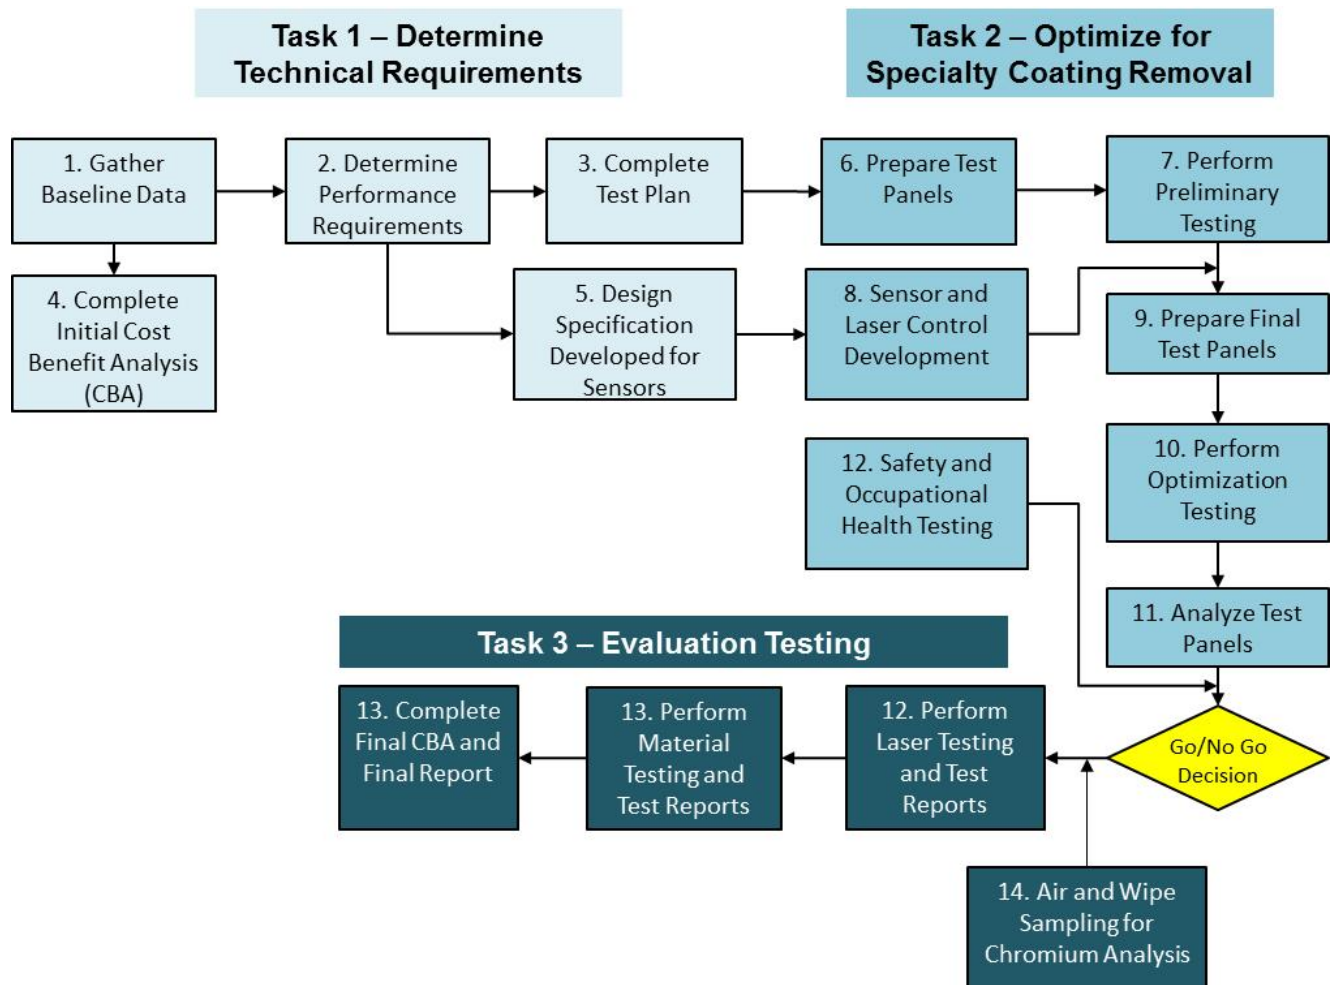 Task 1 – Determine
Technical Requirements
Task 2 – Optimize for
Specialty Coating Removal
1. Gather
Baseline Data
2. Determine
Performance
Requirements
3. Complete
Test Plan
6. Prepare Test
Panels
7. Perform
Preliminary
Testing
4. Complete
Initial Cost
Benefit Analysis
(CBA)
5. Design
Specification
Developed for
Sensors
8. Sensor and
Laser Control
Development
9. Prepare Final
Test Panels
12. Safety and
Occupational
Health Testing
10. Perform
Optimization
Testing
11. Analyze Test
Panels
Task 3 – Evaluation Testing
13. Complete
Final CBA and
Final Report
13. Perform
Material
Testing and
Test Reports
12. Perform
Laser Testing
and Test
Reports
Go/No Go
Decision
14. Air and Wipe
Sampling for
Chromium Analysis